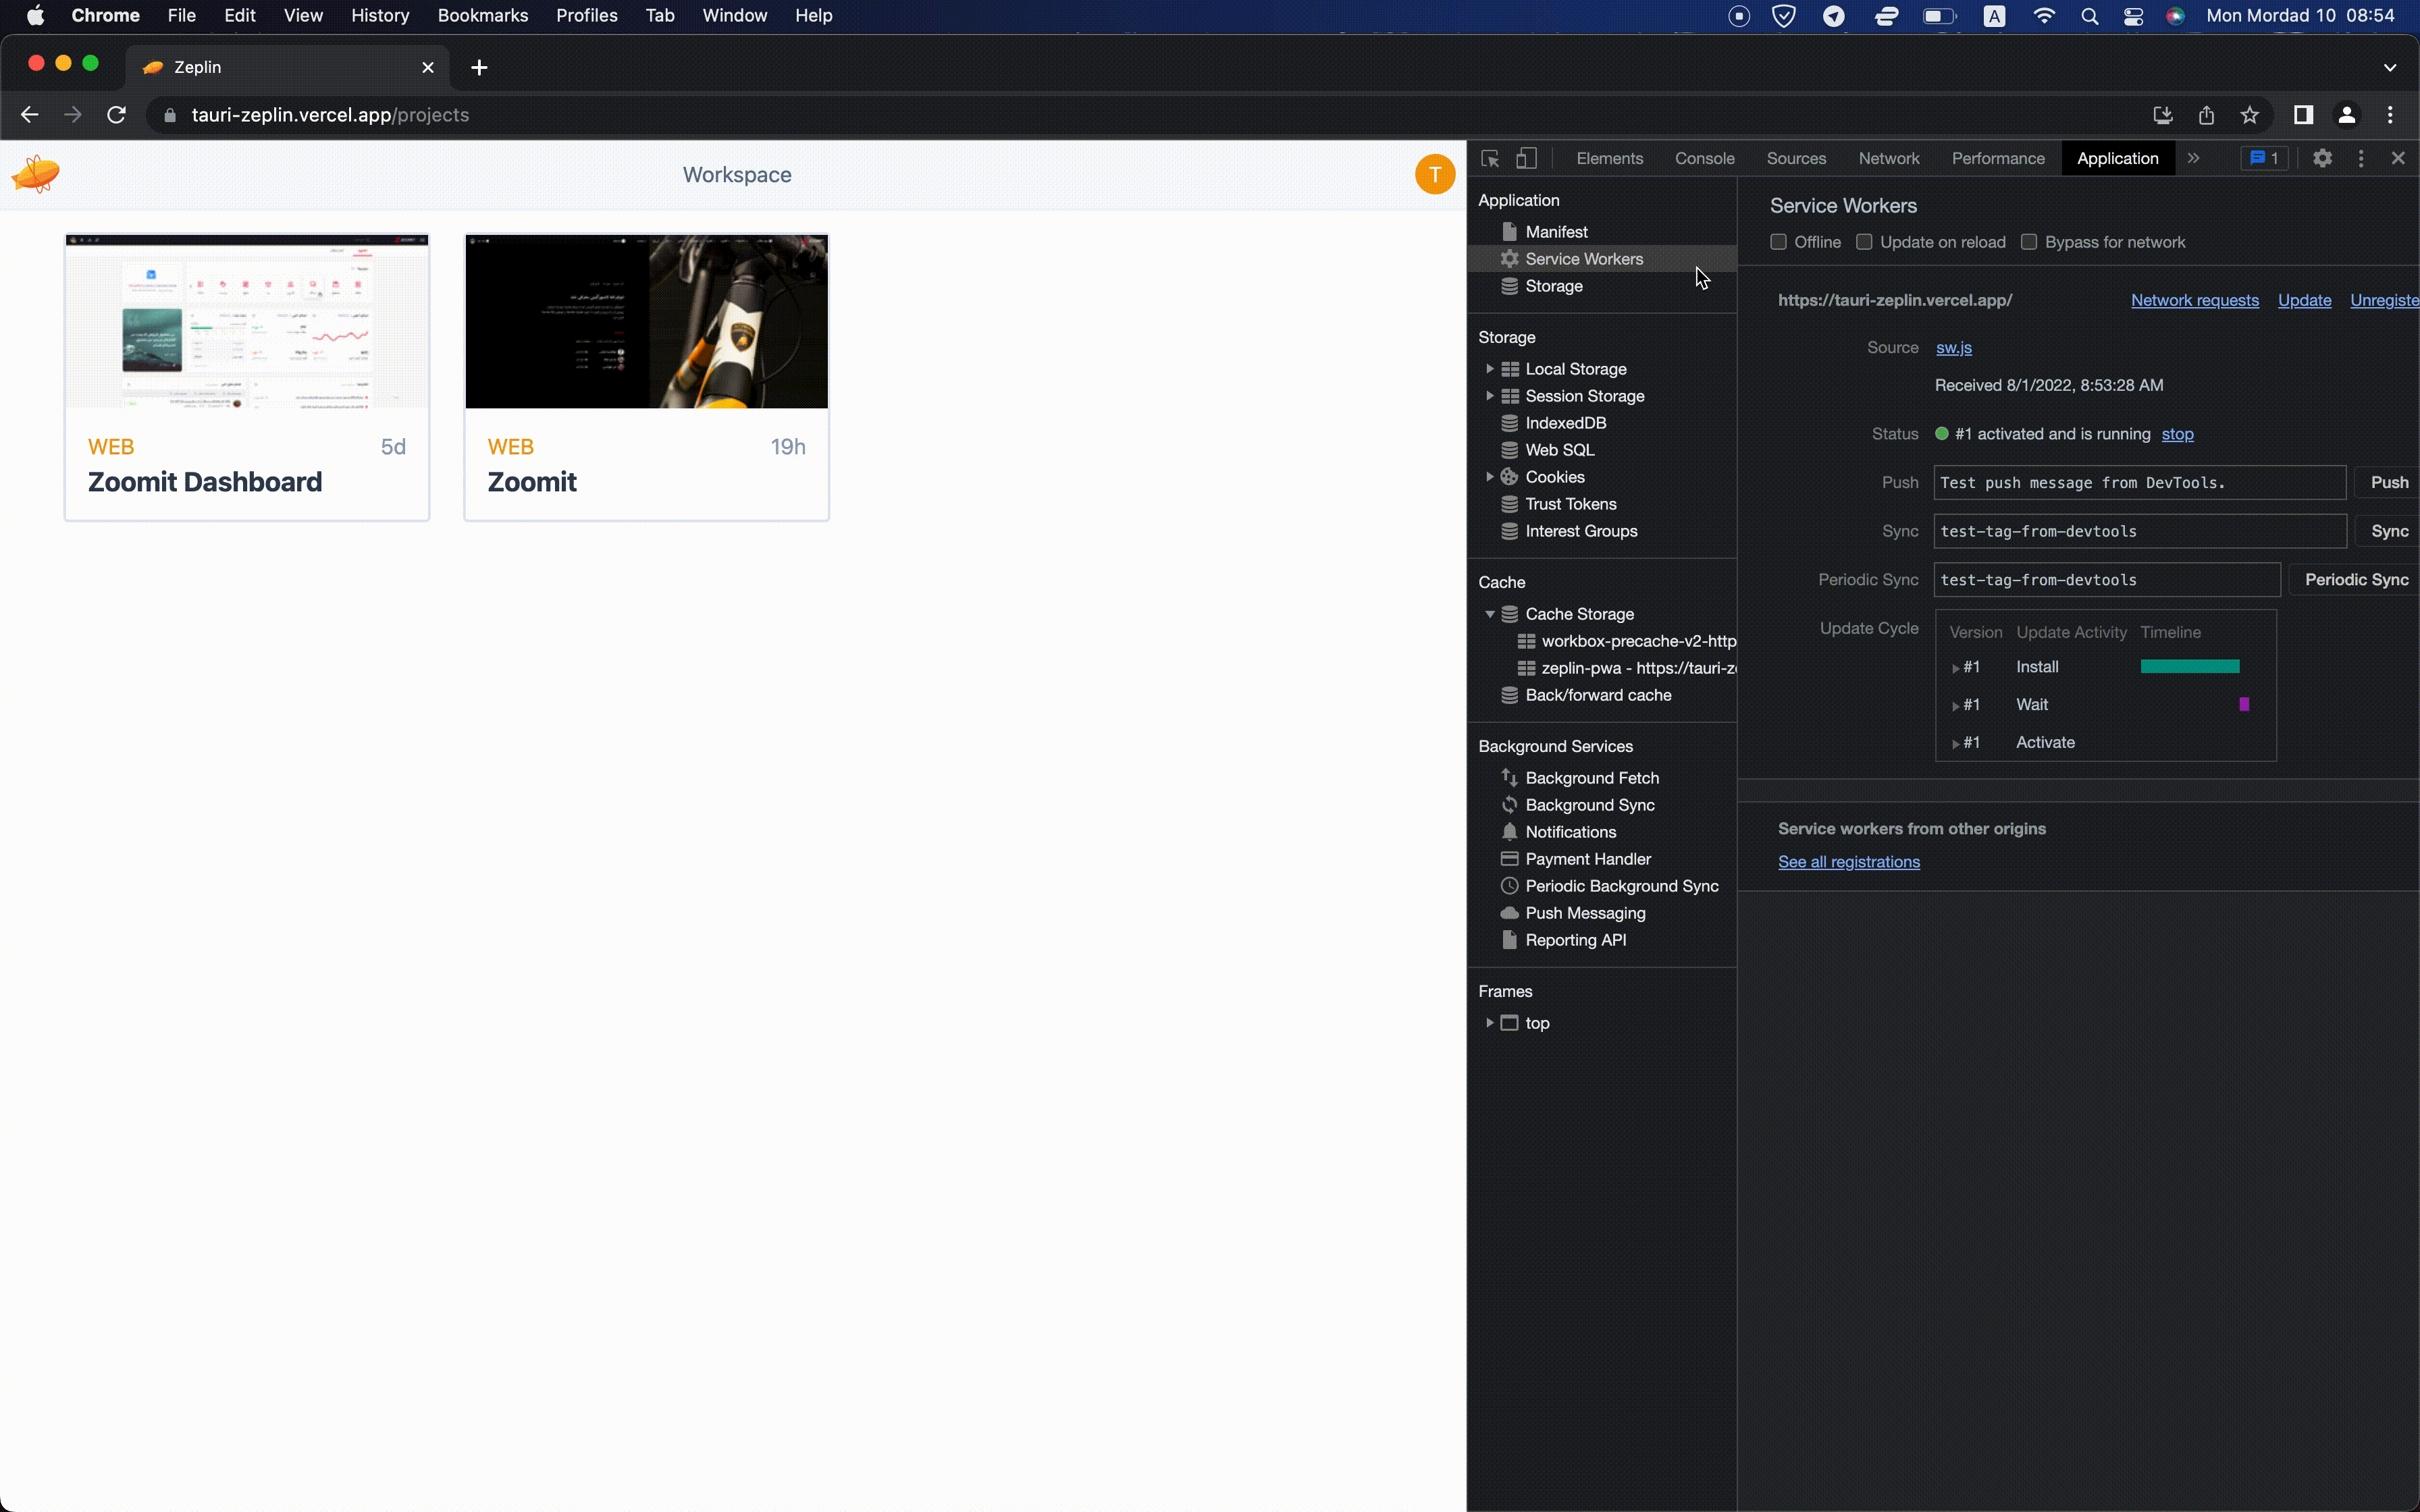 Chrome File Edit View History Bookmarks Profiles Tab Window Help
A
Mon Mordad 10 08:54
Zeplin
tauri-zeplin.vercel.app/projects
Workspace
T
WEB 5d
Zoomit Dashboard
WEB 19h
Zoomit
Elements Console Sources Network Performance Application
1
Application
Manifest
Service Workers
Storage
Storage
Local Storage
Session Storage
IndexedDB
Web SQL
Cookies
Trust Tokens
Interest Groups
Cache
Cache Storage
workbox-precache-v2-http
zeplin-pwa - https://tauri-z
Back/forward cache
Background Services
Background Fetch
Background Sync
Notifications
Payment Handler
Periodic Background Sync
Push Messaging
Reporting API
Frames
top
Service Workers
Offline Update on reload Bypass for network
https://tauri-zeplin.vercel.app/ Network requests Update Unregiste
Source sw.js
Received 8/1/2022, 8:53:28 AM
Status #1 activated and is running stop
Push Test push message from DevTools. Push
Sync test-tag-from-devtools Sync
Periodic Sync test-tag-from-devtools Periodic Sync
Update Cycle
Version Update Activity Timeline
#1 Install
#1 Wait
#1 Activate
Service workers from other origins
See all registrations